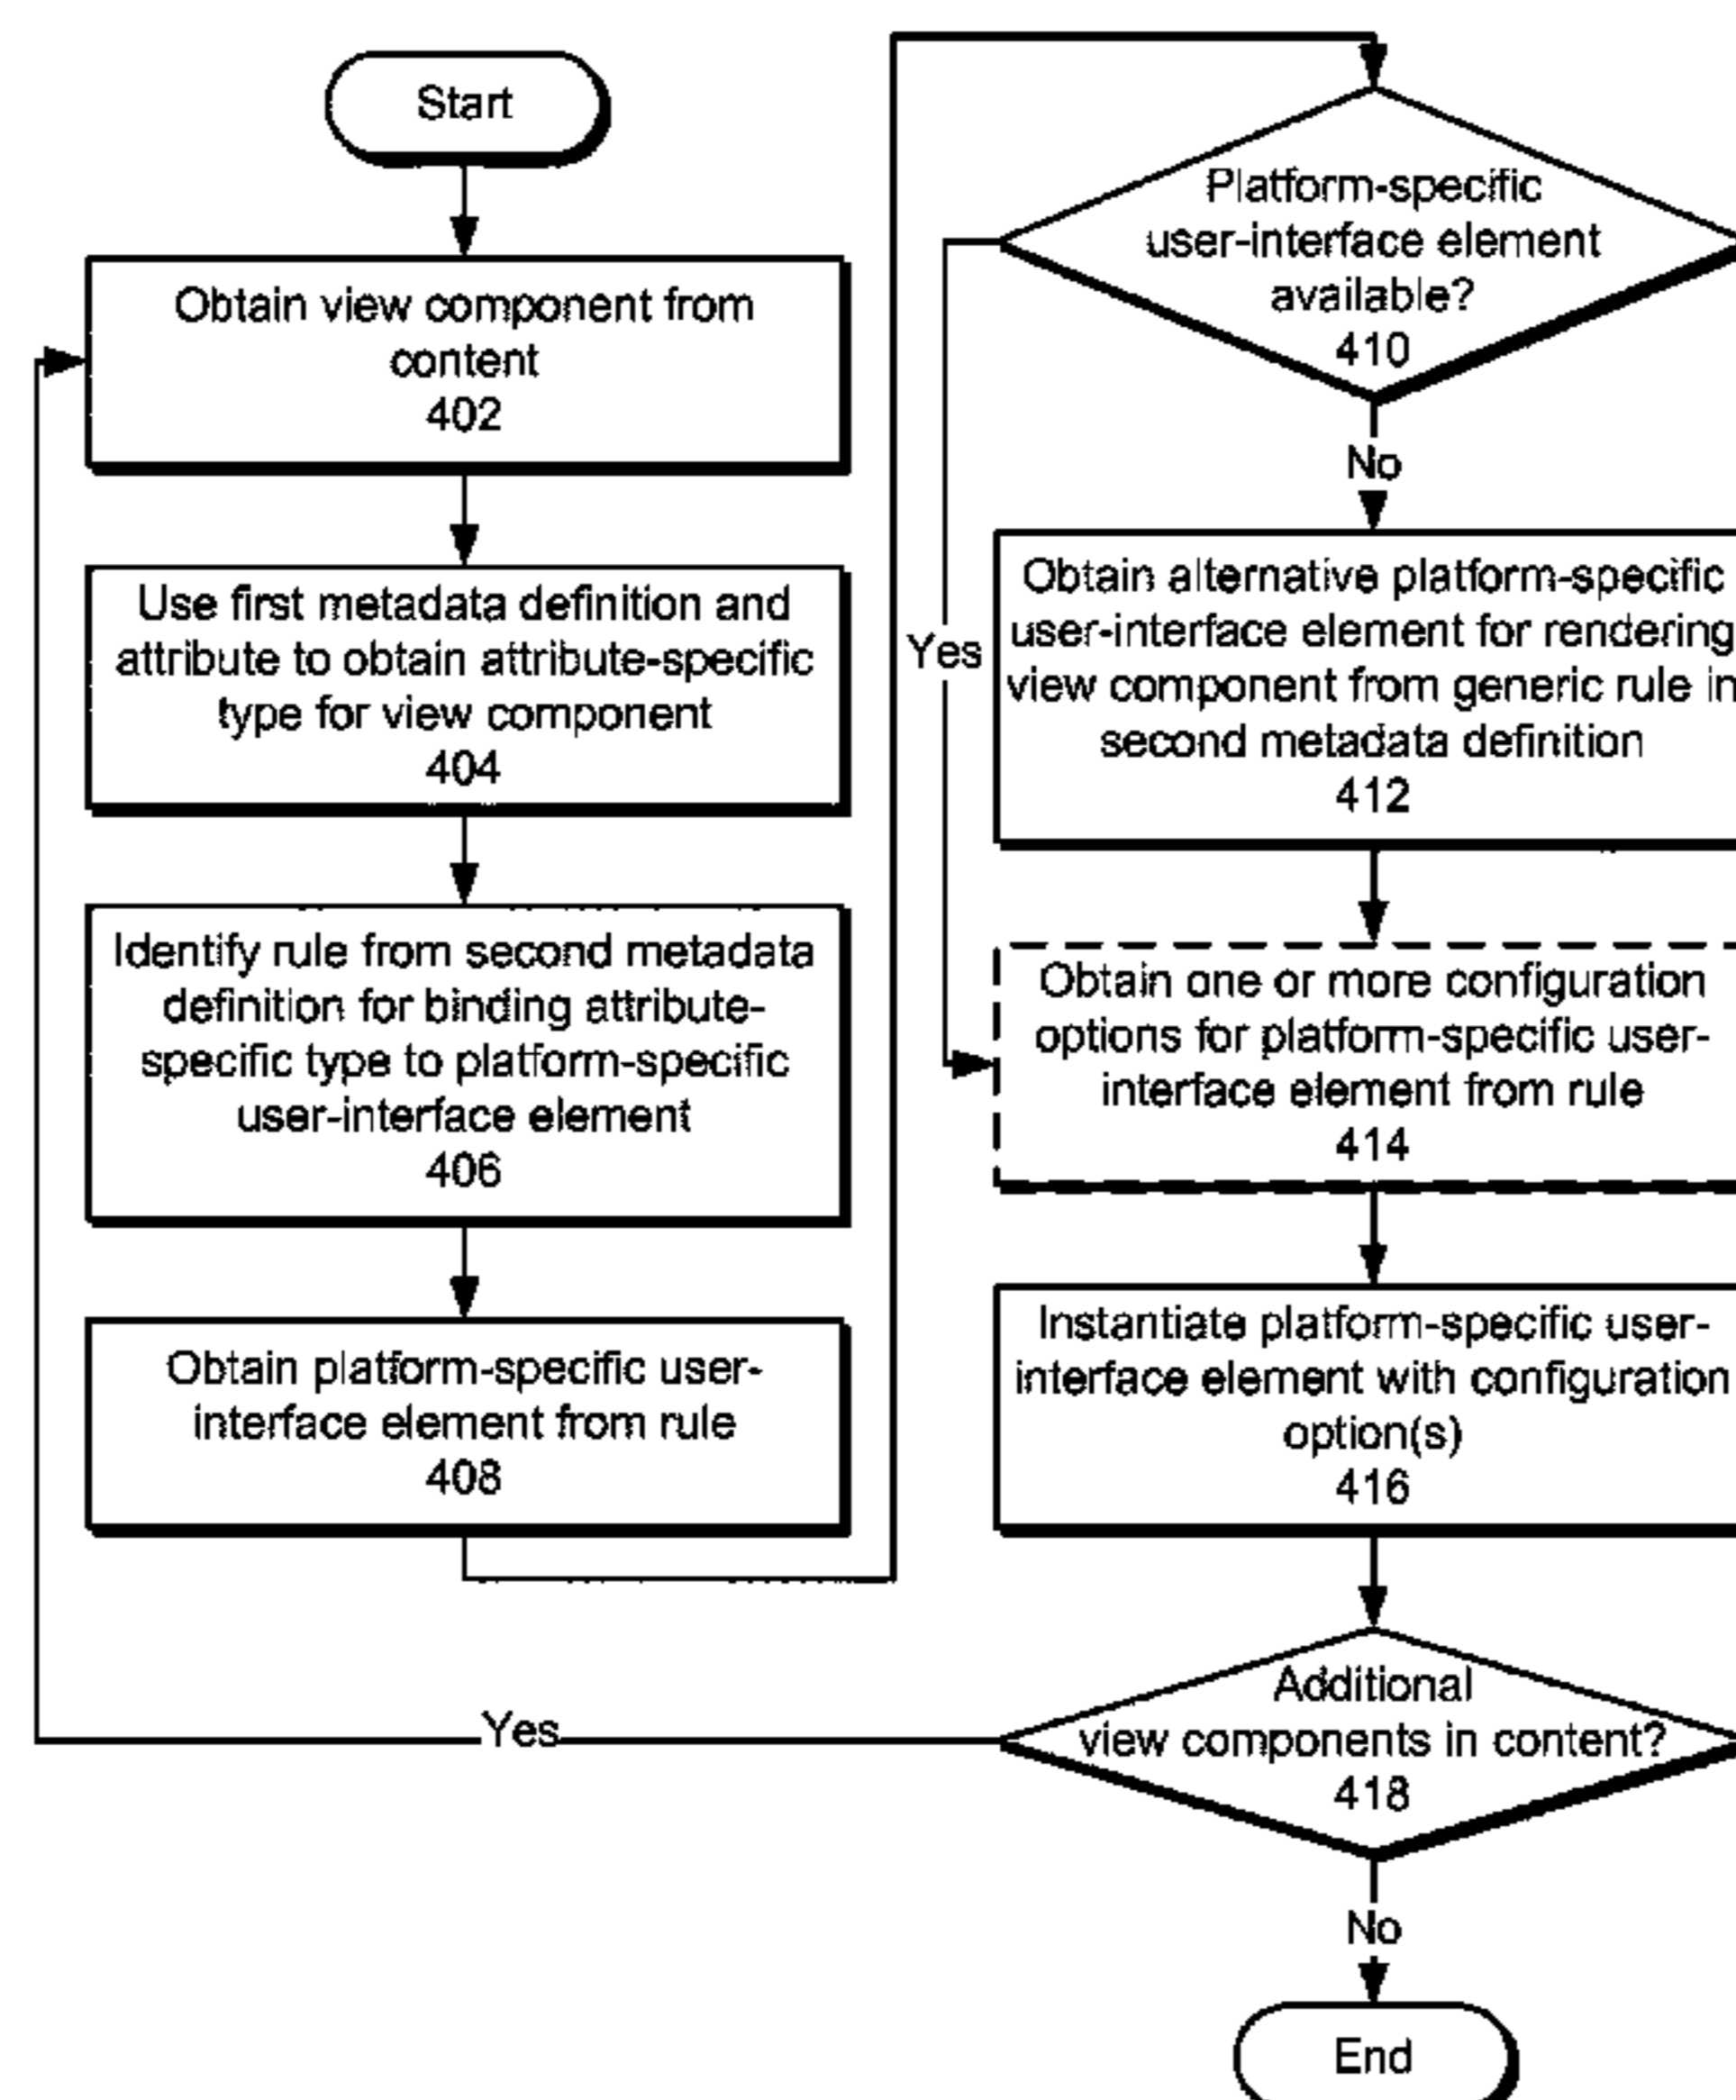 Start
Obtain view component from
content
402
Use first metadata definition and
attribute to obtain attribute-specific
type for view component
404
Identify rule from second metadata
definition for binding attribute-
specific type to platform-specific
user-interface element
406
Obtain platform-specific user-
interface element from rule
408
Platform-specific
user-interface element
available?
410
No
Yes
Obtain alternative platform-specific
user-interface element for rendering
view component from generic rule in
second metadata definition
412
Obtain one or more configuration
options for platform-specific user-
interface element from rule
414
Instantiate platform-specific user-
interface element with configuration
option(s)
416
Additional
view components in content?
418
Yes
No
End